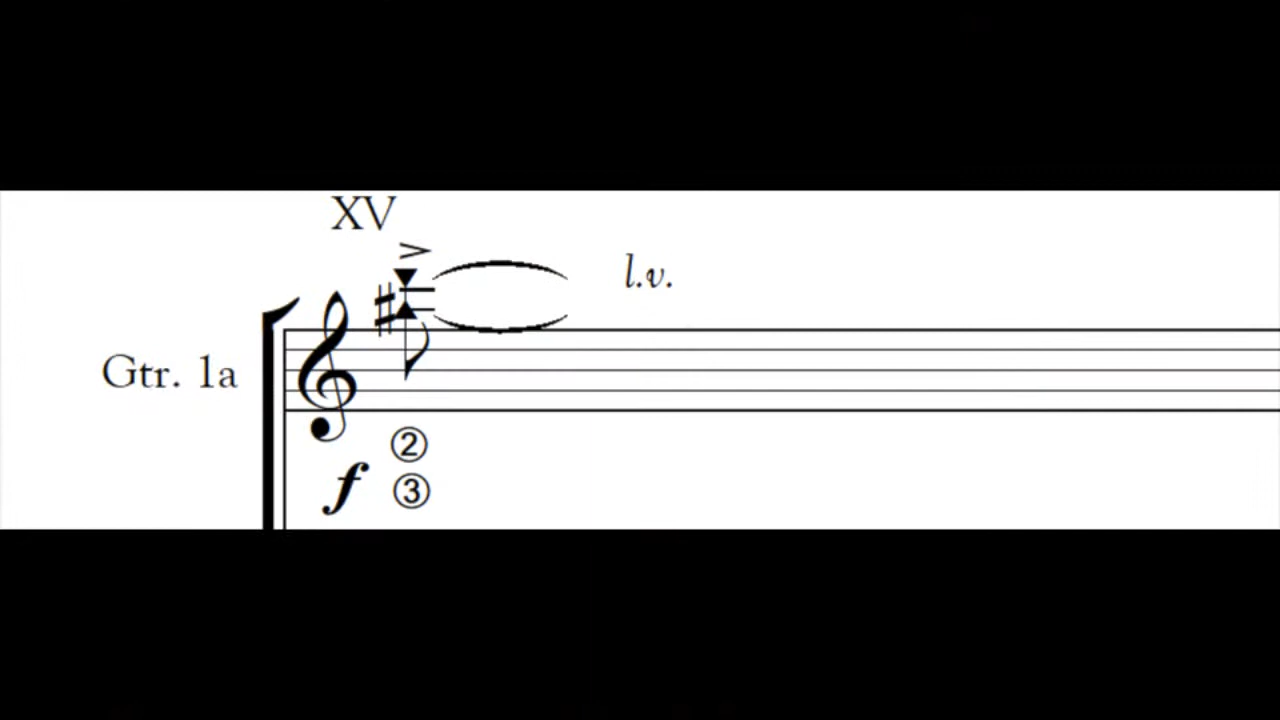 XV
l.v.
Gtr. 1a
②
f ③